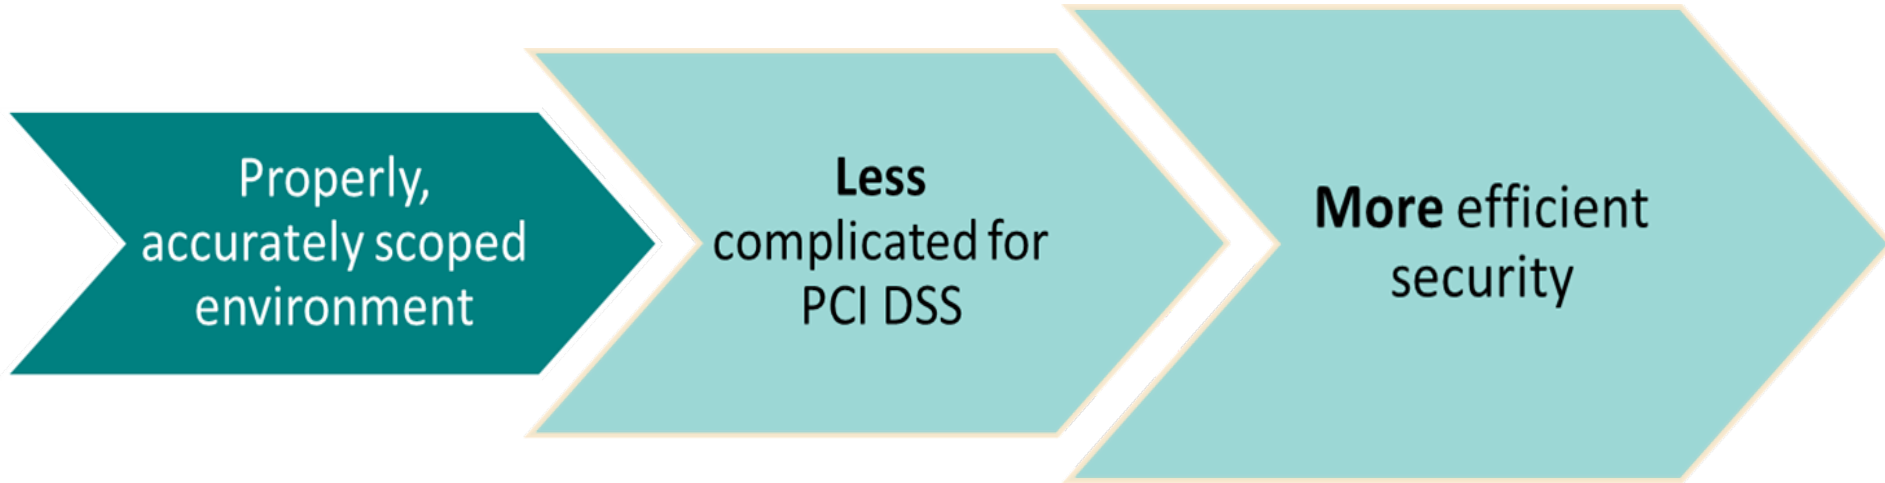 Properly,
accurately scoped
environment
Less
complicated for
PCI DSS
More efficient
security